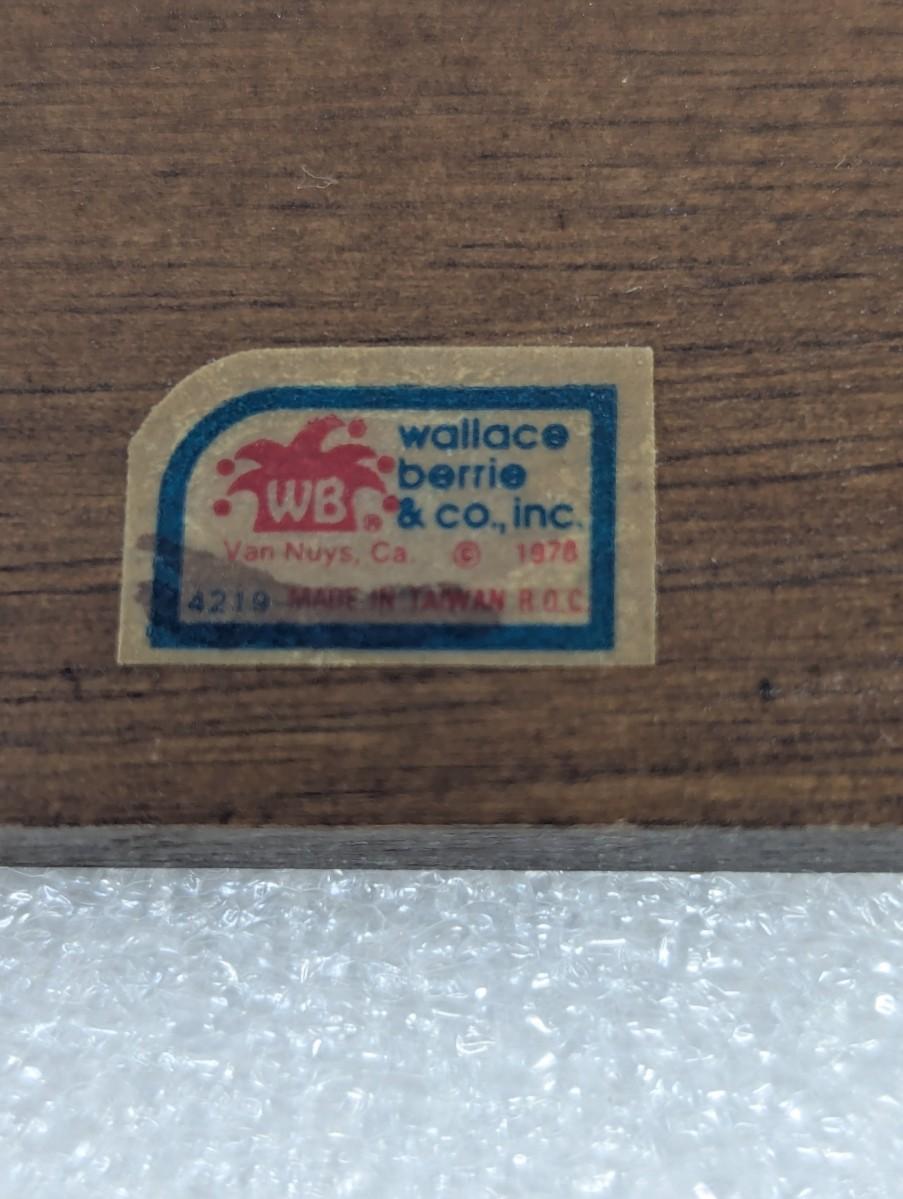 WB®
wallace
berrie
& co., inc.
Van Nuys, Ca. © 1978
4219 MADE IN TAIWAN R.O.C.